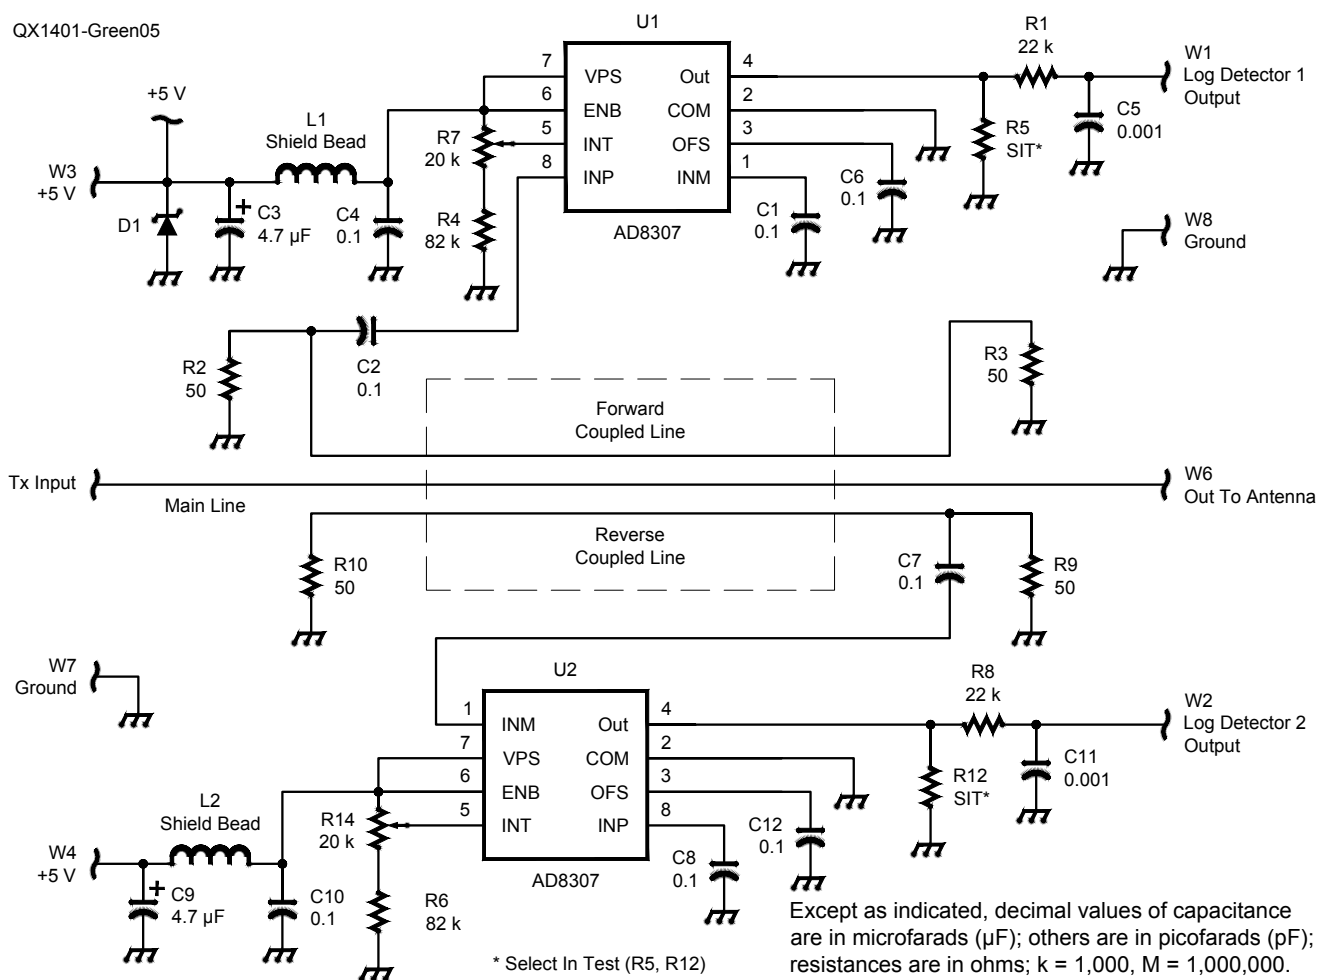 QX1401-Green05
+5 V
W3
+5 V
D1
C3
4.7 µF
+
L1
Shield Bead
C4
0.1
R7
20 k
R4
82 k
U1
7
6
5
8
VPS
ENB
INT
INP
Out
COM
OFS
INM
4
2
3
1
AD8307
C1
0.1
C6
0.1
R5
SIT*
R1
22 k
C5
0.001
W1
Log Detector 1
Output
W8
Ground
R2
50
C2
0.1
R3
50
Forward
Coupled Line
Tx Input
Main Line
W6
Out To Antenna
Reverse
Coupled Line
R10
50
C7
0.1
R9
50
W7
Ground
U2
1
7
6
5
INM
VPS
ENB
INT
Out
COM
OFS
INP
4
2
3
8
AD8307
R8
22 k
W2
Log Detector 2
Output
R12
SIT*
C11
0.001
C12
0.1
C8
0.1
L2
Shield Bead
R14
20 k
W4
+5 V
+
C9
4.7 µF
C10
0.1
R6
82 k
* Select In Test (R5, R12)
Except as indicated, decimal values of capacitance
are in microfarads (µF); others are in picofarads (pF);
resistances are in ohms; k = 1,000, M = 1,000,000.